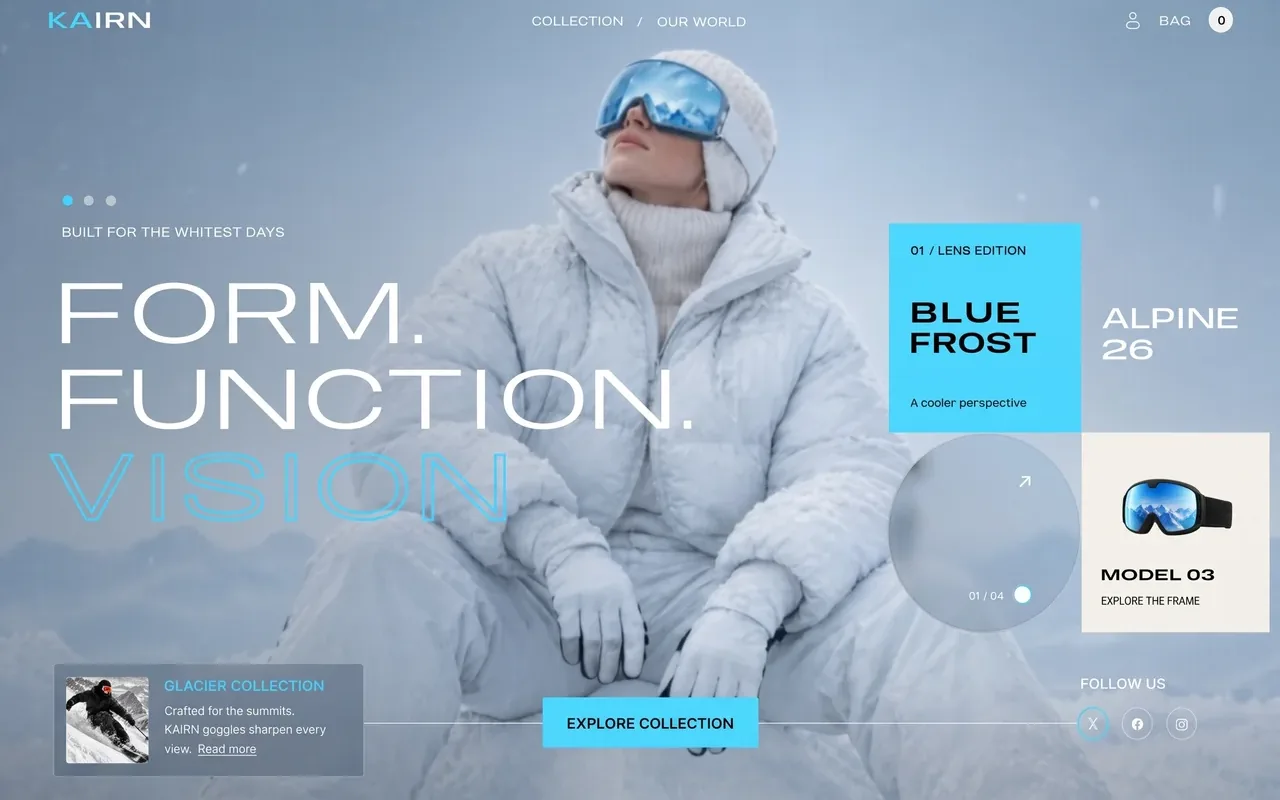 KAIRN
COLLECTION / OUR WORLD
BAG 0
BUILT FOR THE WHITEST DAYS
FORM.
FUNCTION.
VISION
01 / LENS EDITION
BLUE
FROST
A cooler perspective
ALPINE
26
01 / 04
MODEL 03
EXPLORE THE FRAME
GLACIER COLLECTION
Crafted for the summits.
KAIRN goggles sharpen every
view. Read more
EXPLORE COLLECTION
FOLLOW US
X